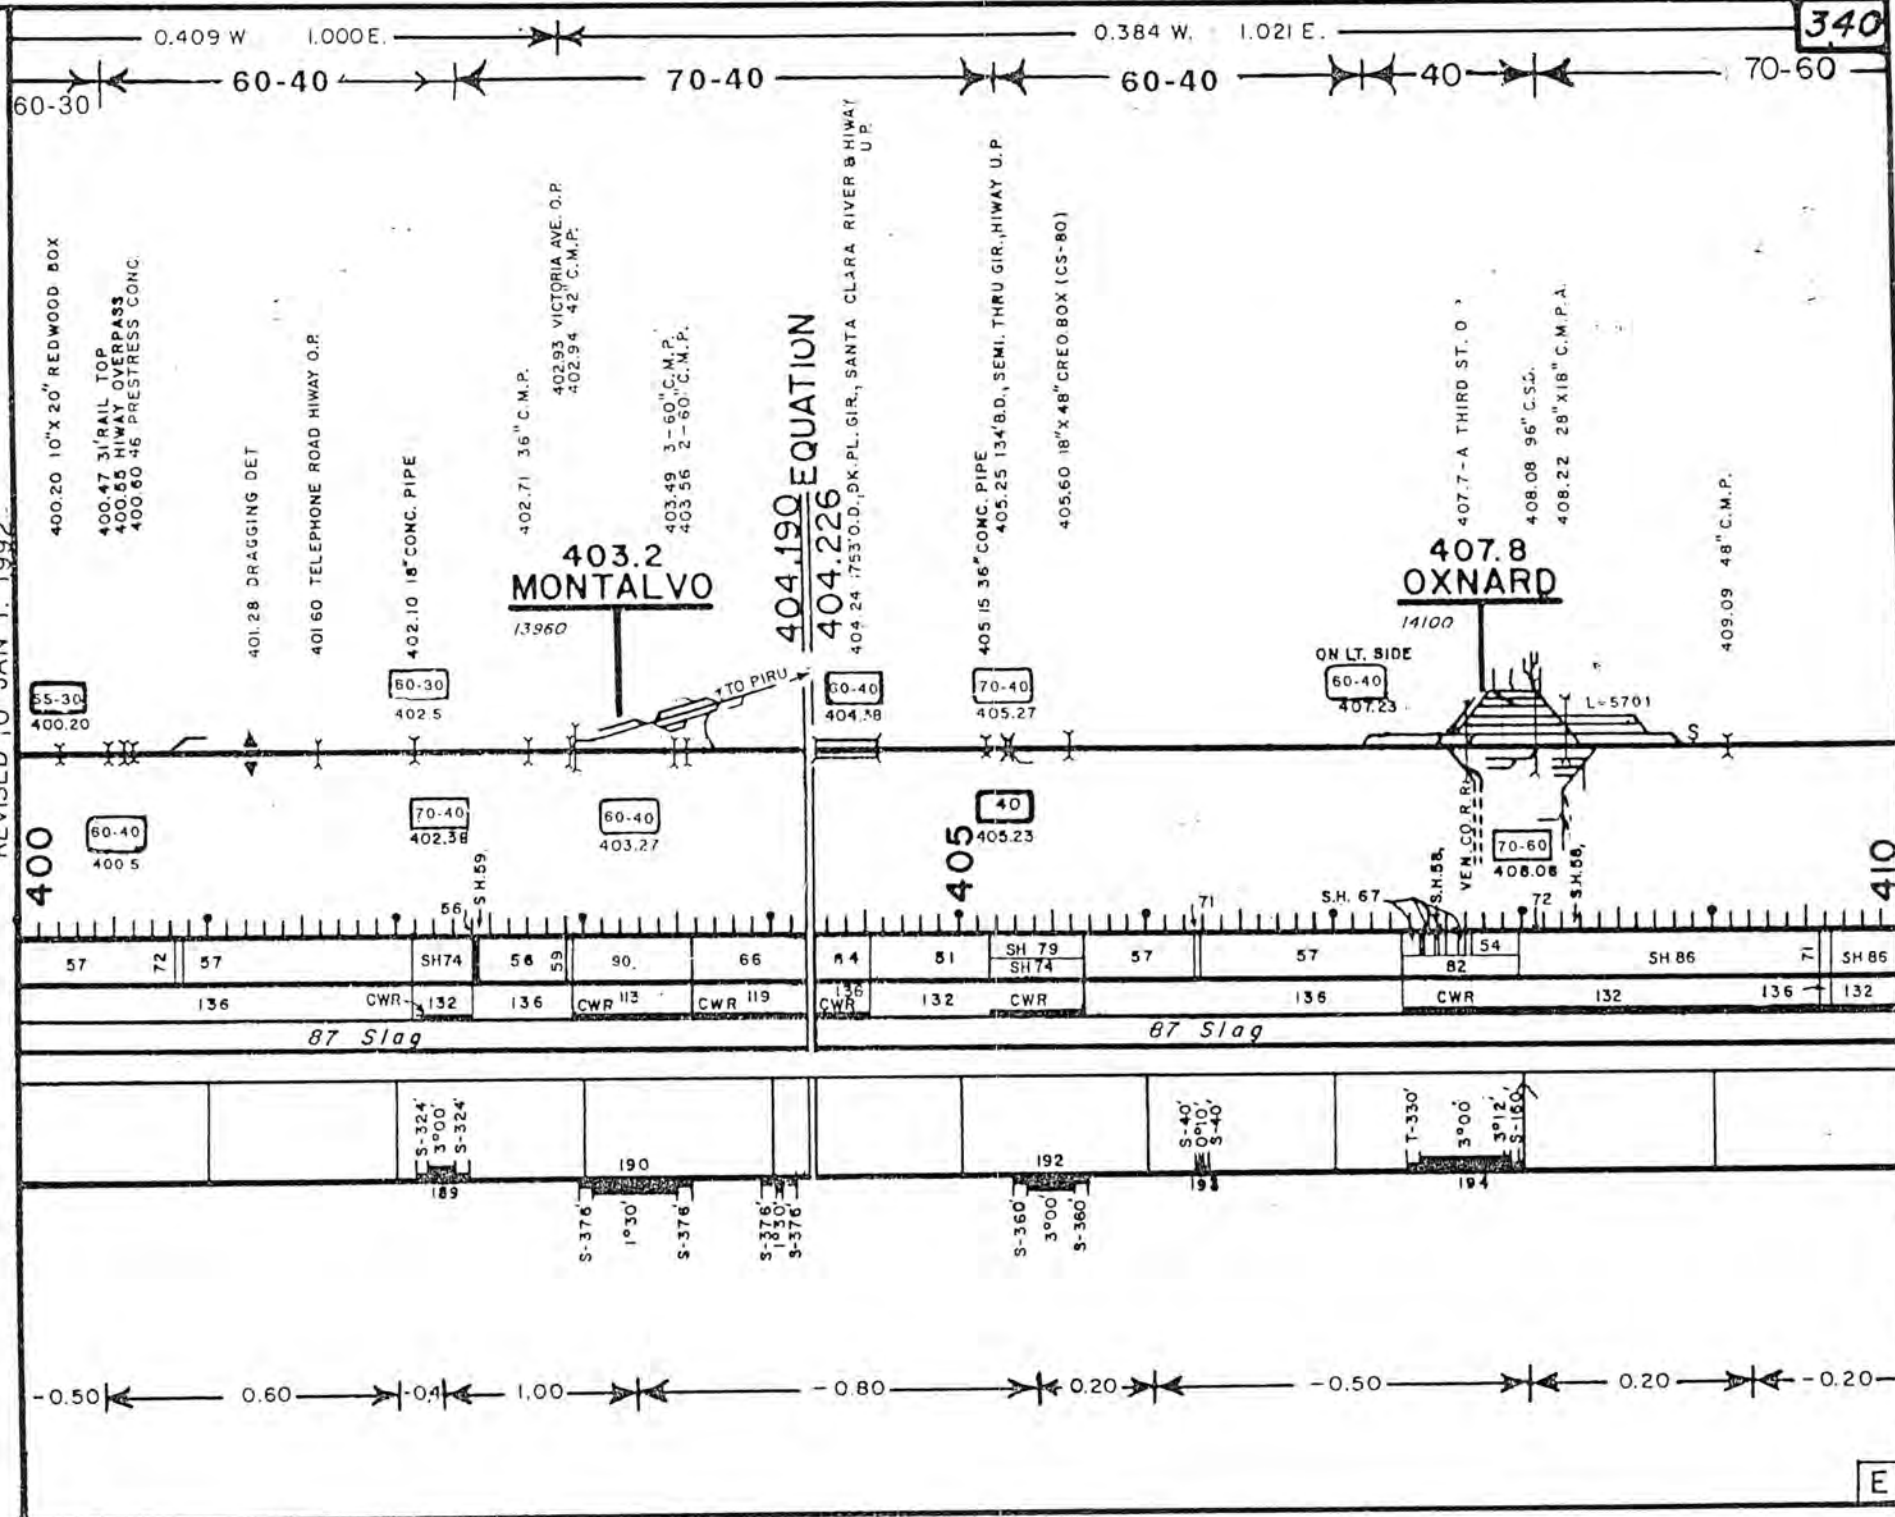 340
0.409 W 1.000 E. 0.384 W. 1.021 E.
60-30 60-40 70-40 60-40 40 70-60
REVISED TO JAN 1, 1992
400.20 10"X 20" REDWOOD BOX
400.47 31' RAIL TOP
400.55 HIWAY OVERPASS
400.60 46 PRESTRESS CONC.
401.28 DRAGGING DET
401 60 TELEPHONE ROAD HIWAY O.P.
402.10 18" CONC. PIPE
402.71 36" C.M.P.
402.93 VICTORIA AVE. O.P.
402.94 42" C.M.P.
403.49 3-60" C.M.P.
403.56 2-60" C.M.P.
404.190 EQUATION
404.226
404.24 1753' O.D., DK.PL. GIR., SANTA CLARA RIVER & HIWAY U.P.
405 15 36" CONC. PIPE
405.25 134' B.D., SEMI. THRU GIR., HIWAY U.P.
405.60 18"X 48" CREO. BOX (CS-80)
407.7-A THIRD ST. O
408.08 96" C.S.D.
408.22 28"X18" C.M.P.A.
409.09 48" C.M.P.
403.2
MONTALVO
13960
407.8
OXNARD
14100
TO PIRU
ON LT. SIDE
L=5701
S
55-30
400.20
60-30
402.5
60-40
404.38
70-40
405.27
60-40
407.23
60-40
400 5
70-40
402.38
60-40
403.27
40
405.23
70-60
408.06
VEN. CO. R.R.
400 405 410
56 S.H.59. 71 S.H. 67 S.H.58, 72 S.H.58,
57 72 57 SH74 56 59 90. 66 54 81 SH 79 57 57 54 SH 86 71 SH 86
SH 74 82
136 CWR 132 136 CWR 113 CWR 119 136 CWR 132 CWR 136 CWR 132 136 132
87 Slag 87 Slag
S-324' 3°00' S-324'
189
190
S-376' 1°30' S-376'
S-376' 1°30' S-376'
192
S-360' 3°00' S-360'
S-40' 0°10' S-40'
T-330' 3°00' 3°12' S-150'
194
-0.50 0.60 -0.4 1.00 -0.80 0.20 -0.50 0.20 -0.20
E